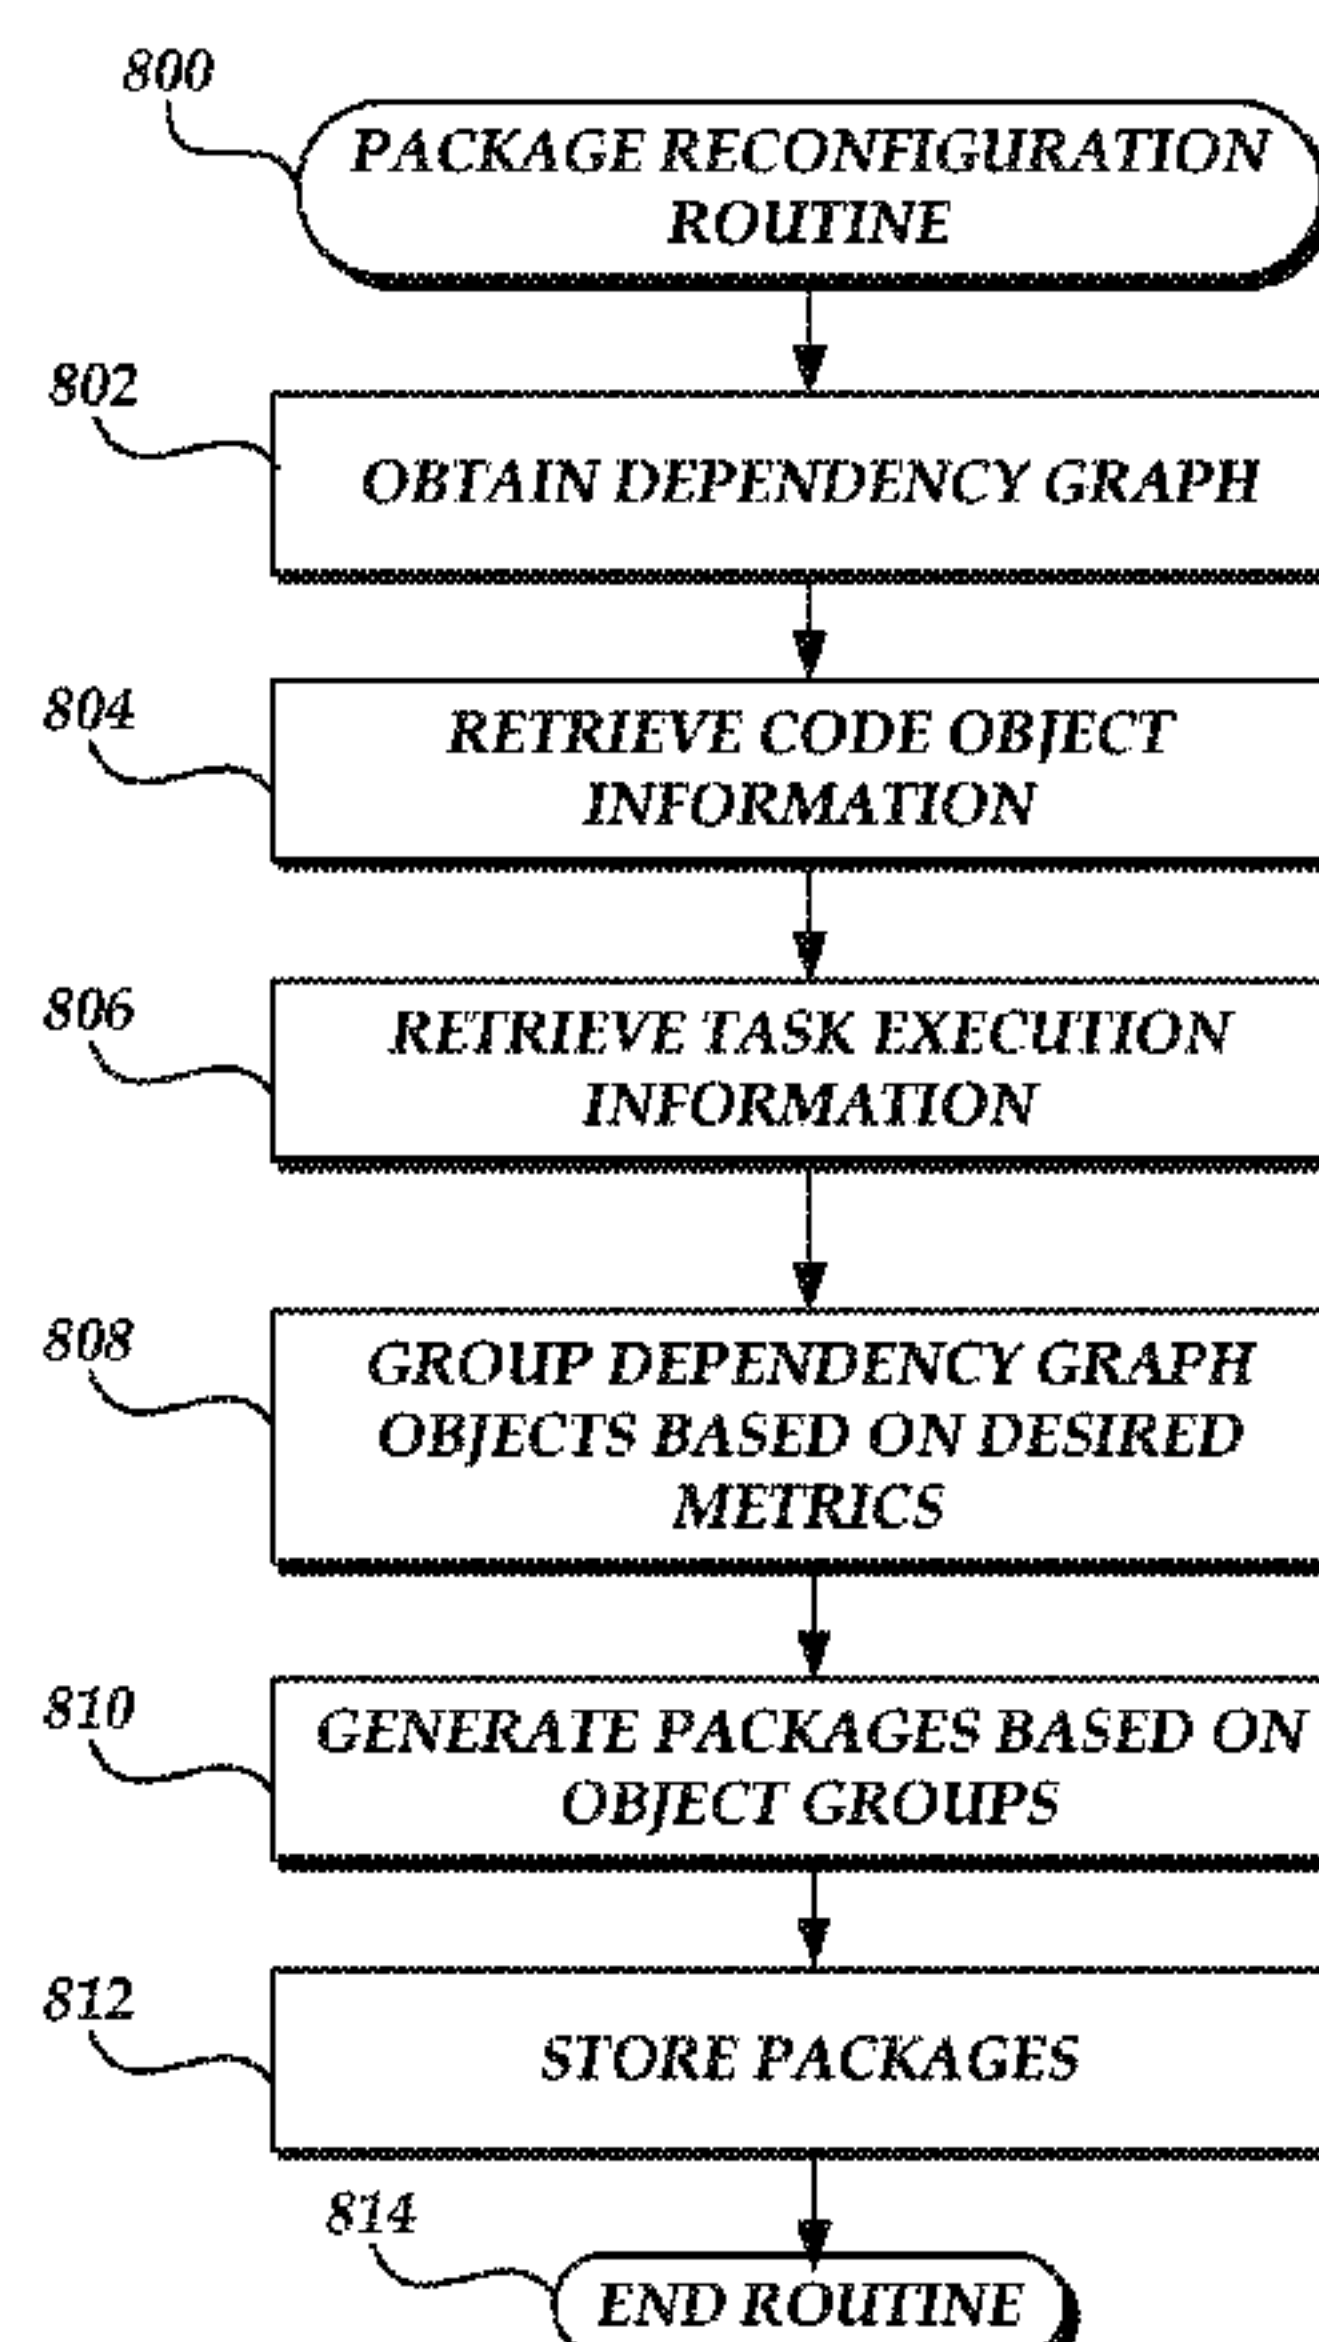 800
PACKAGE RECONFIGURATION
ROUTINE
802
OBTAIN DEPENDENCY GRAPH
804
RETRIEVE CODE OBJECT
INFORMATION
806
RETRIEVE TASK EXECUTION
INFORMATION
808
GROUP DEPENDENCY GRAPH
OBJECTS BASED ON DESIRED
METRICS
810
GENERATE PACKAGES BASED ON
OBJECT GROUPS
812
STORE PACKAGES
814
END ROUTINE